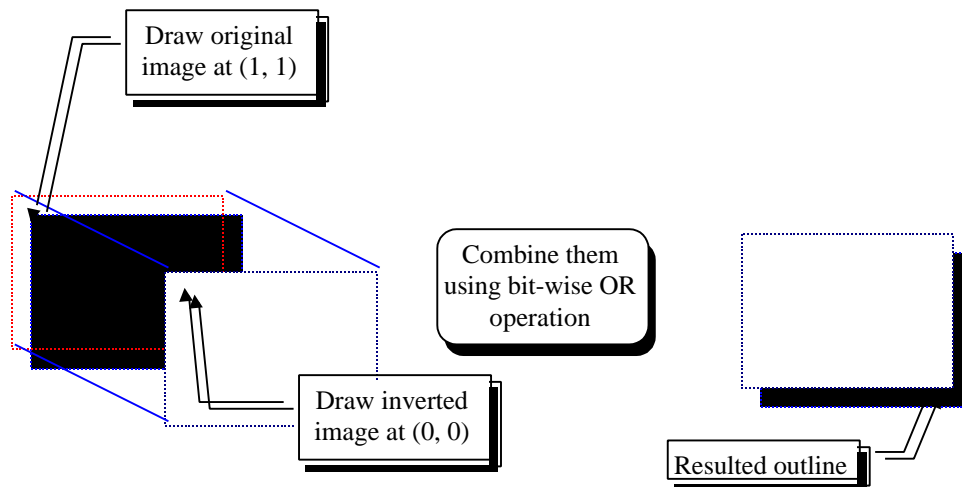 Draw original
image at (1, 1)
Combine them
using bit-wise OR
operation
Draw inverted
image at (0, 0)
Resulted outline